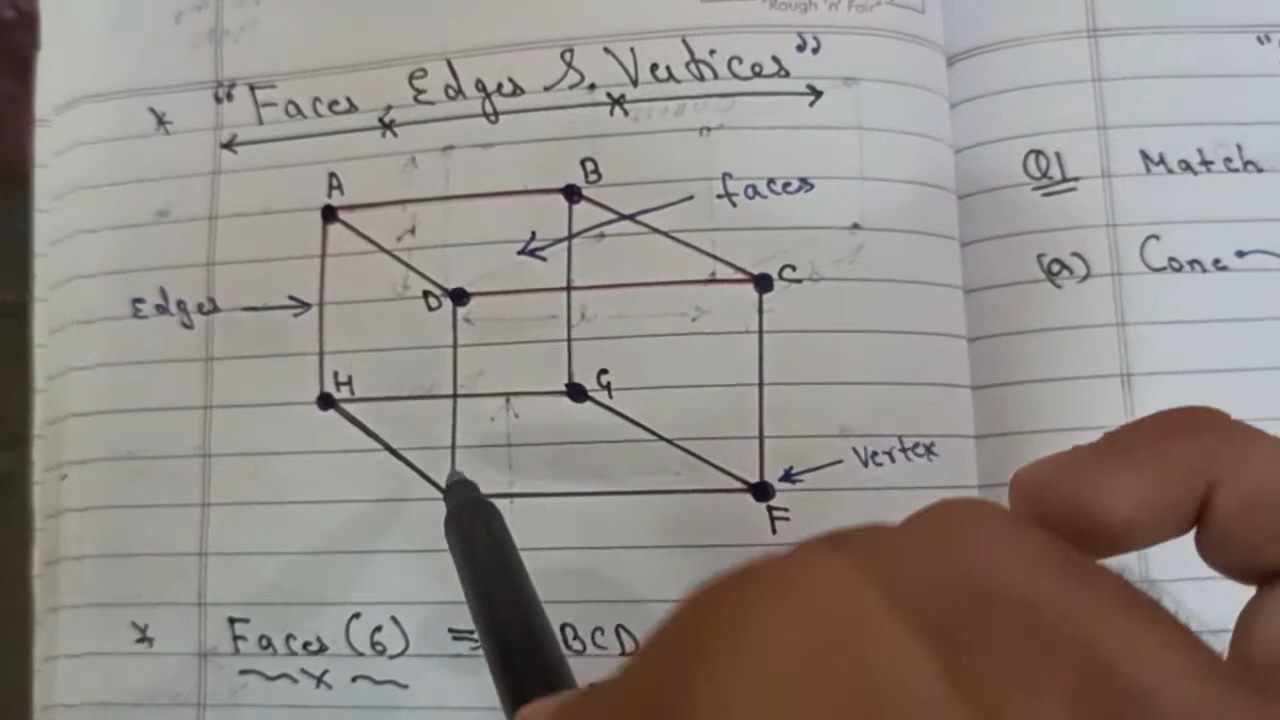 "Rough 'n' Fair"
* "Faces, Edges & Vertices"
A
B
faces
Q1 Match
(a) Cone
Edges
D
C
H
G
Vertex
F
* Faces (6) = BCD